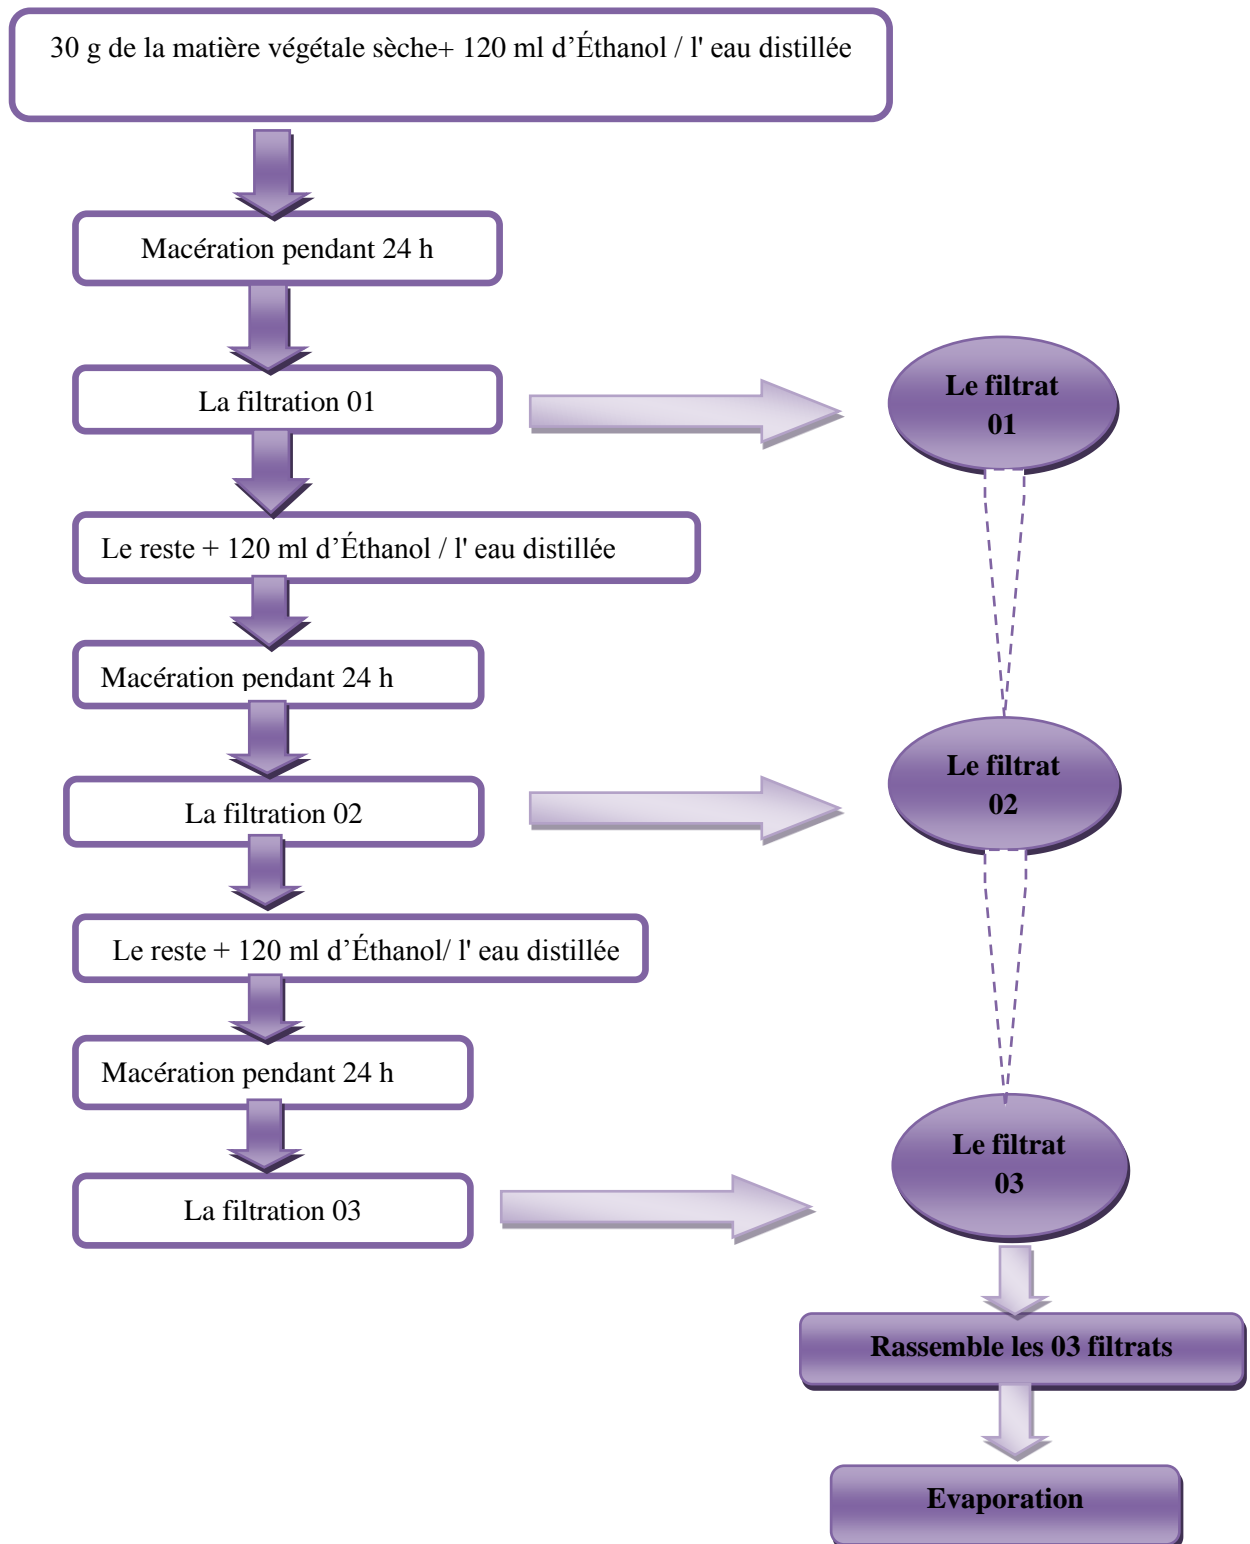 30 g de la matière végétale sèche+ 120 ml d’Éthanol / l' eau distillée
Macération pendant 24 h
La filtration 01
Le filtrat
01
Le reste + 120 ml d’Éthanol / l' eau distillée
Macération pendant 24 h
La filtration 02
Le filtrat
02
Le reste + 120 ml d’Éthanol/ l' eau distillée
Macération pendant 24 h
La filtration 03
Le filtrat
03
Rassemble les 03 filtrats
Evaporation